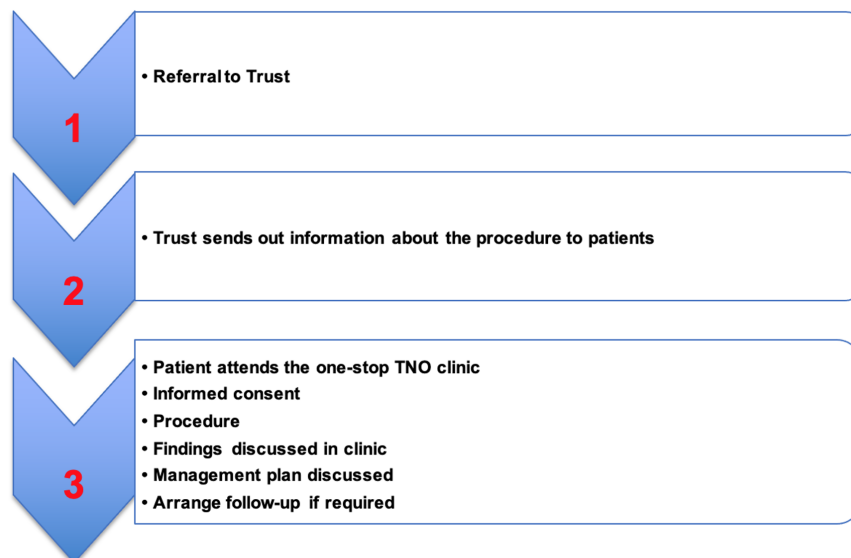 1
• Referral to Trust
2
• Trust sends out information about the procedure to patients
3
• Patient attends the one-stop TNO clinic
• Informed consent
• Procedure
• Findings discussed in clinic
• Management plan discussed
• Arrange follow-up if required